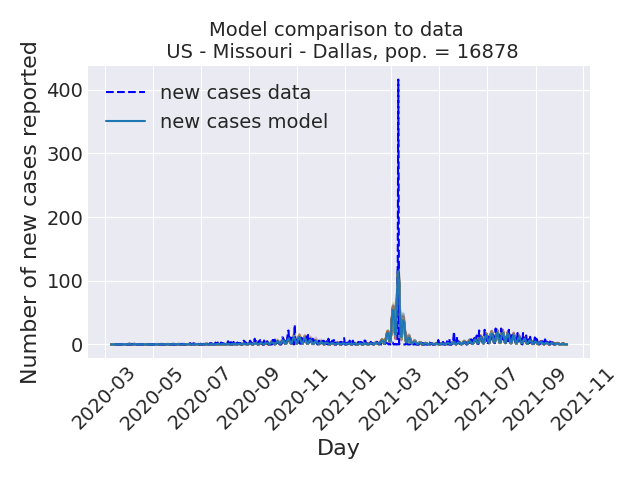 Model comparison to data
US - Missouri - Dallas, pop. = 16878
Number of new cases reported
400
300
200
100
0
new cases data
new cases model
2020-03
2020-05
2020-07
2020-09
2020-11
2021-01
2021-03
2021-05
2021-07
2021-09
2021-11
Day